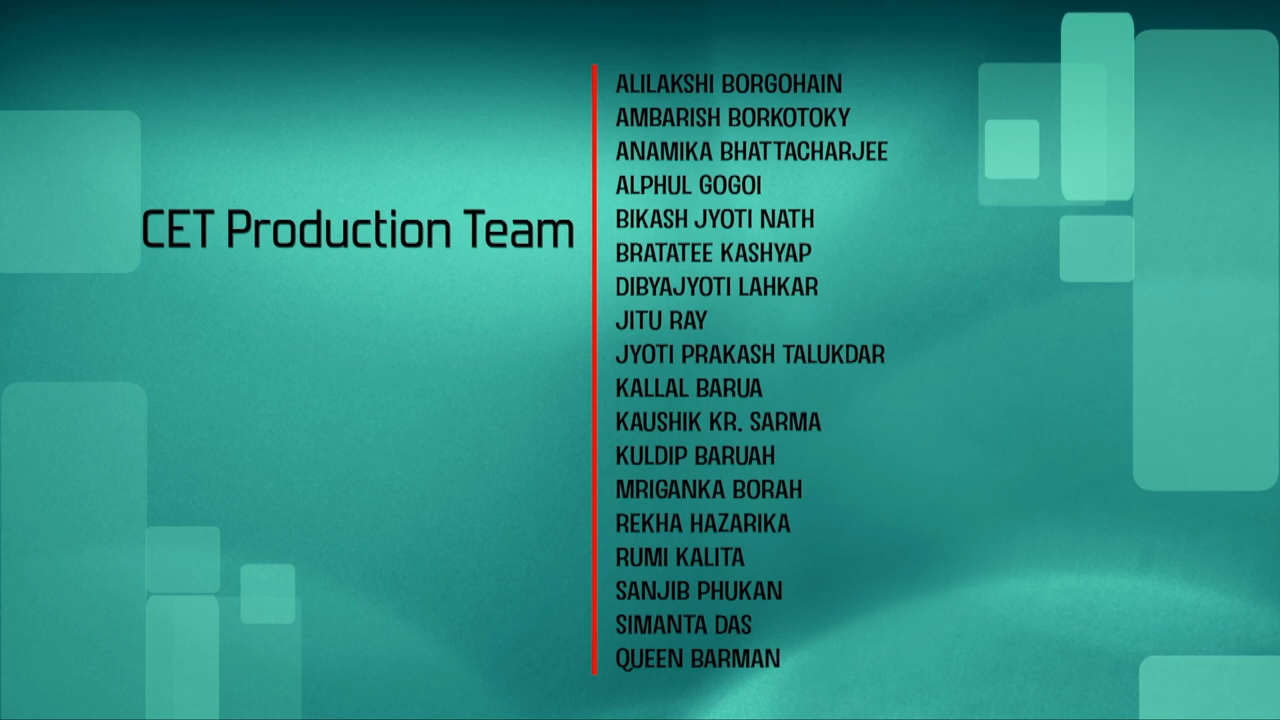 CET Production Team
ALILAKSHI BORGOHAIN
AMBARISH BORKOTOKY
ANAMIKA BHATTACHARJEE
ALPHUL GOGOI
BIKASH JYOTI NATH
BRATATEE KASHYAP
DIBYAJYOTI LAHKAR
JITU RAY
JYOTI PRAKASH TALUKDAR
KALLAL BARUA
KAUSHIK KR. SARMA
KULDIP BARUAH
MRIGANKA BORAH
REKHA HAZARIKA
RUMI KALITA
SANJIB PHUKAN
SIMANTA DAS
QUEEN BARMAN